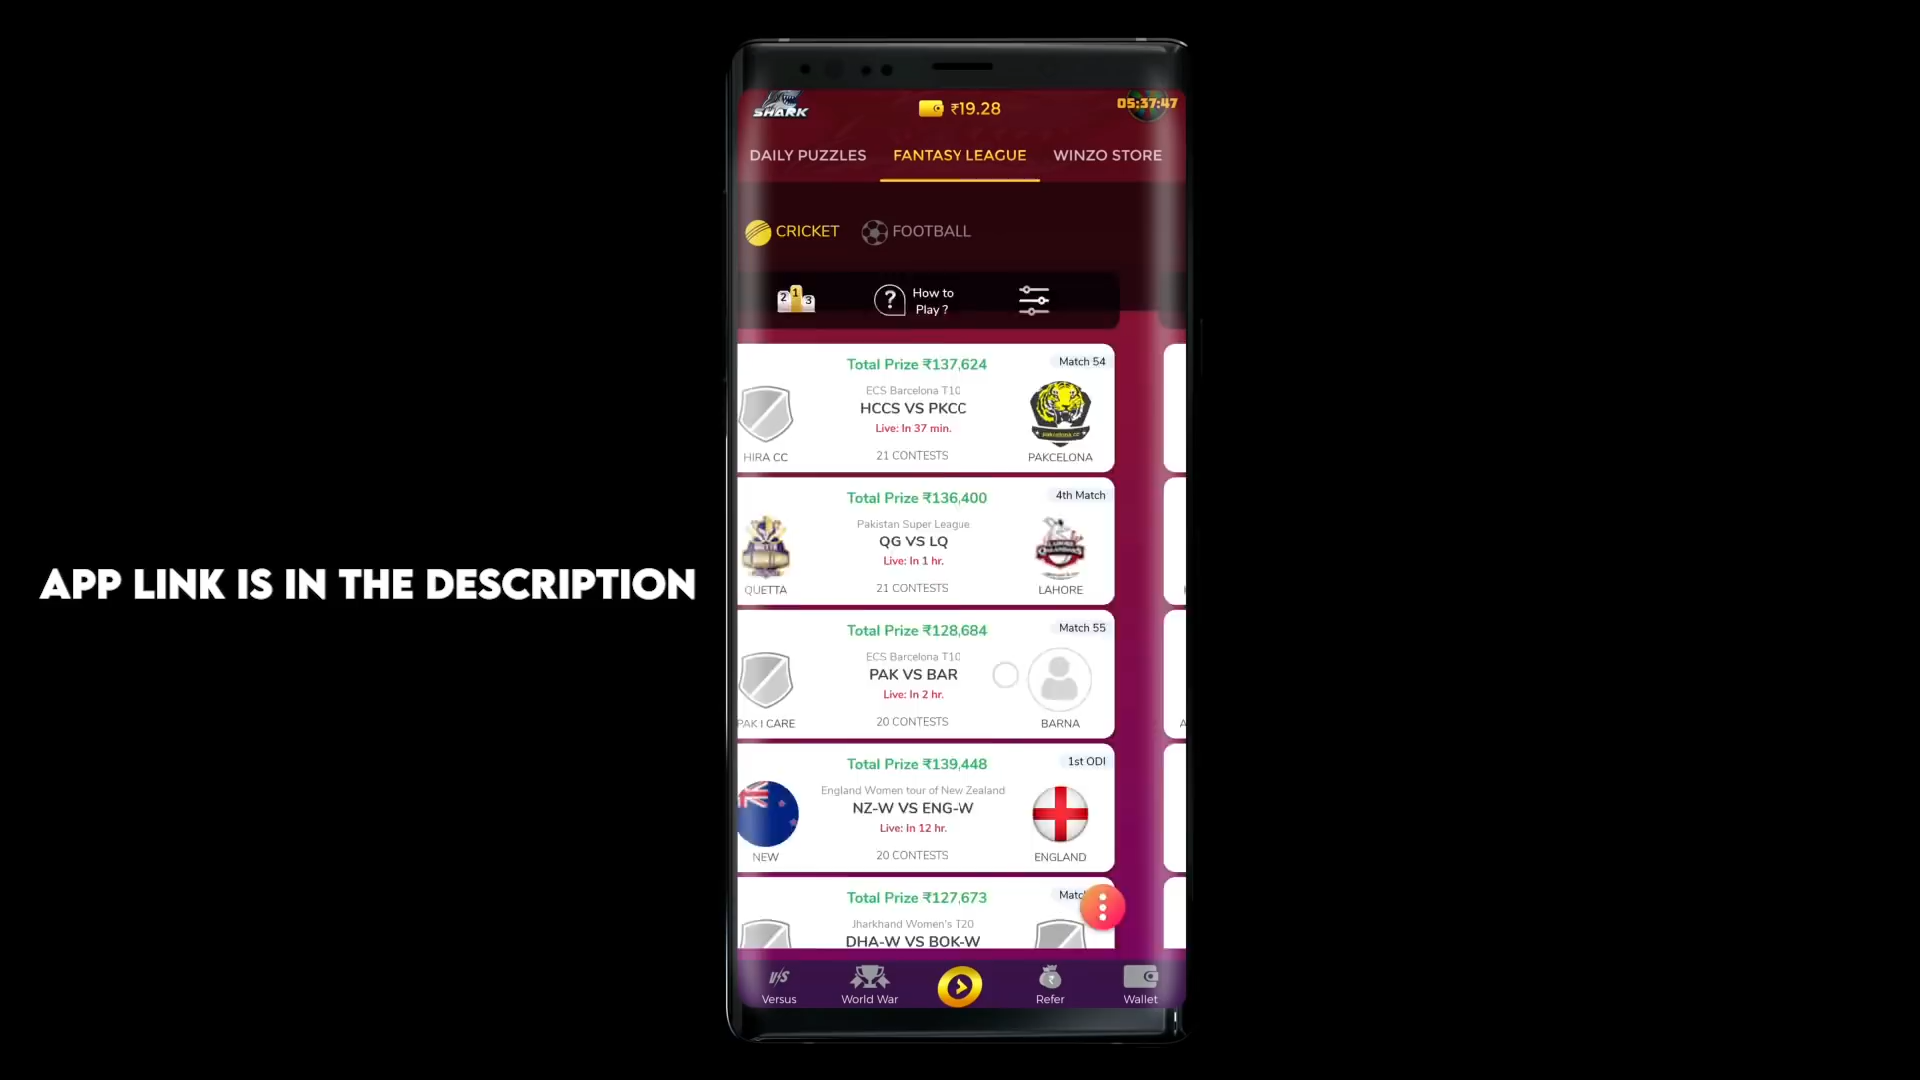 SHARK
₹19.28
05:37:47
DAILY PUZZLES
FANTASY LEAGUE
WINZO STORE
CRICKET
FOOTBALL
2 1 3
?
How to
Play ?
Total Prize ₹137,624
Match 54
ECS Barcelona T10
HCCS VS PKCC
Live: In 37 min.
HIRA CC
21 CONTESTS
PAKCELONA
Total Prize ₹136,400
4th Match
Pakistan Super League
QG VS LQ
Live: In 1 hr.
QUETTA
21 CONTESTS
LAHORE
APP LINK IS IN THE DESCRIPTION
Total Prize ₹128,684
Match 55
ECS Barcelona T10
PAK VS BAR
Live: In 2 hr.
PAK I CARE
20 CONTESTS
BARNA
Total Prize ₹139,448
1st ODI
England Women tour of New Zealand
NZ-W VS ENG-W
Live: In 12 hr.
NEW
20 CONTESTS
ENGLAND
Total Prize ₹127,673
Jharkhand Women's T20
DHA-W VS BOK-W
V/S
Versus
World War
Refer
Wallet